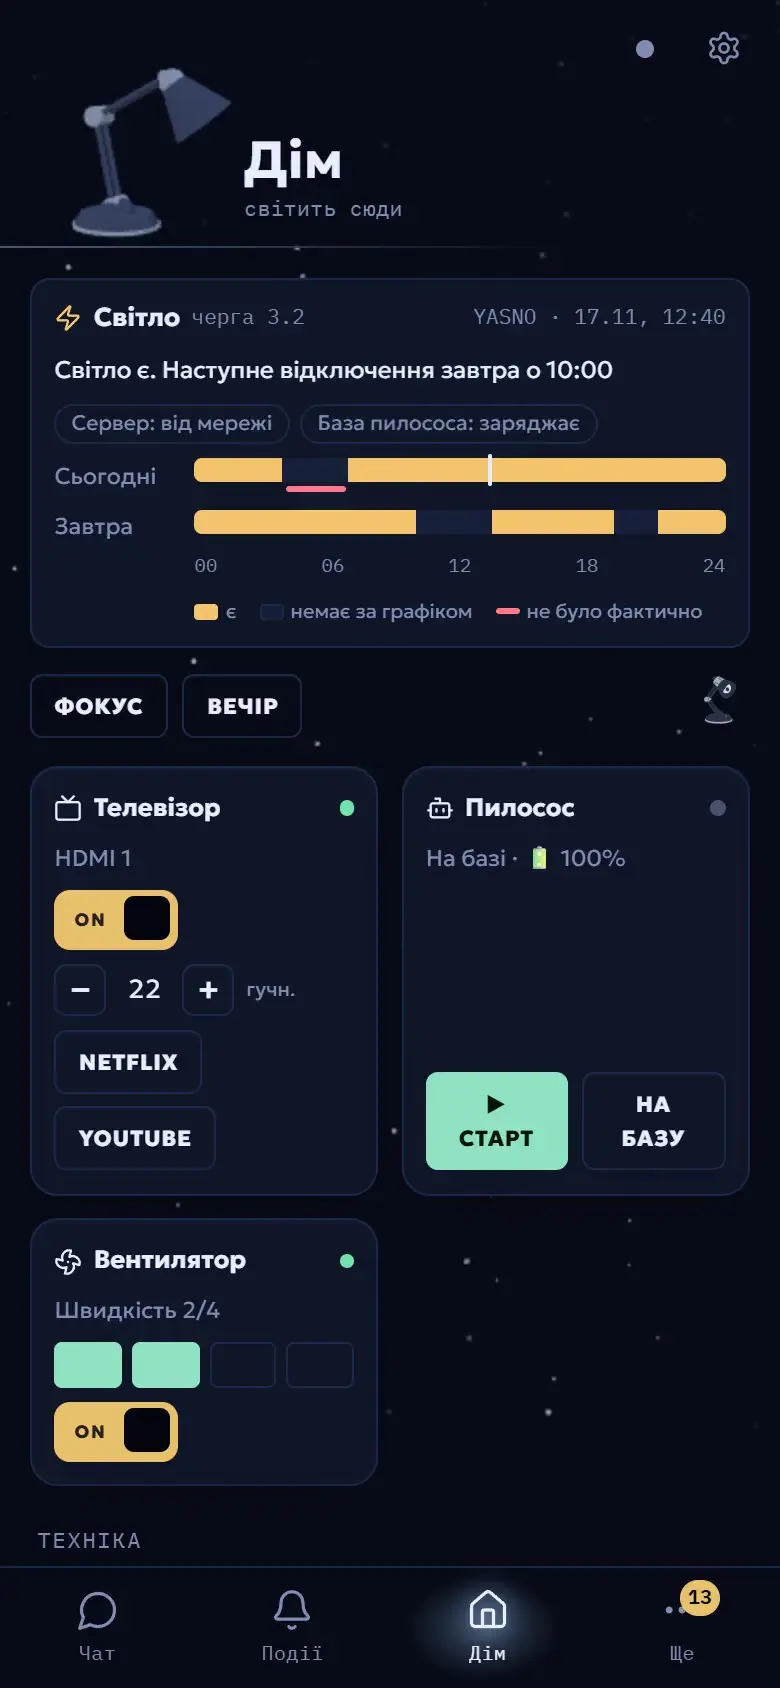 Дім
світить сюди
Світло черга 3.2 YASNO · 17.11, 12:40
Світло є. Наступне відключення завтра о 10:00
Сервер: від мережі База пилососа: заряджає
Сьогодні
Завтра
00 06 12 18 24
є немає за графіком не було фактично
ФОКУС ВЕЧІР
Телевізор
HDMI 1
ON
− 22 + гучн.
NETFLIX
YOUTUBE
Пилосос
На базі · 🔋 100%
▶ СТАРТ
НА
БАЗУ
Вентилятор
Швидкість 2/4
ON
ТЕХНІКА
13
Чат Події Дім Ще